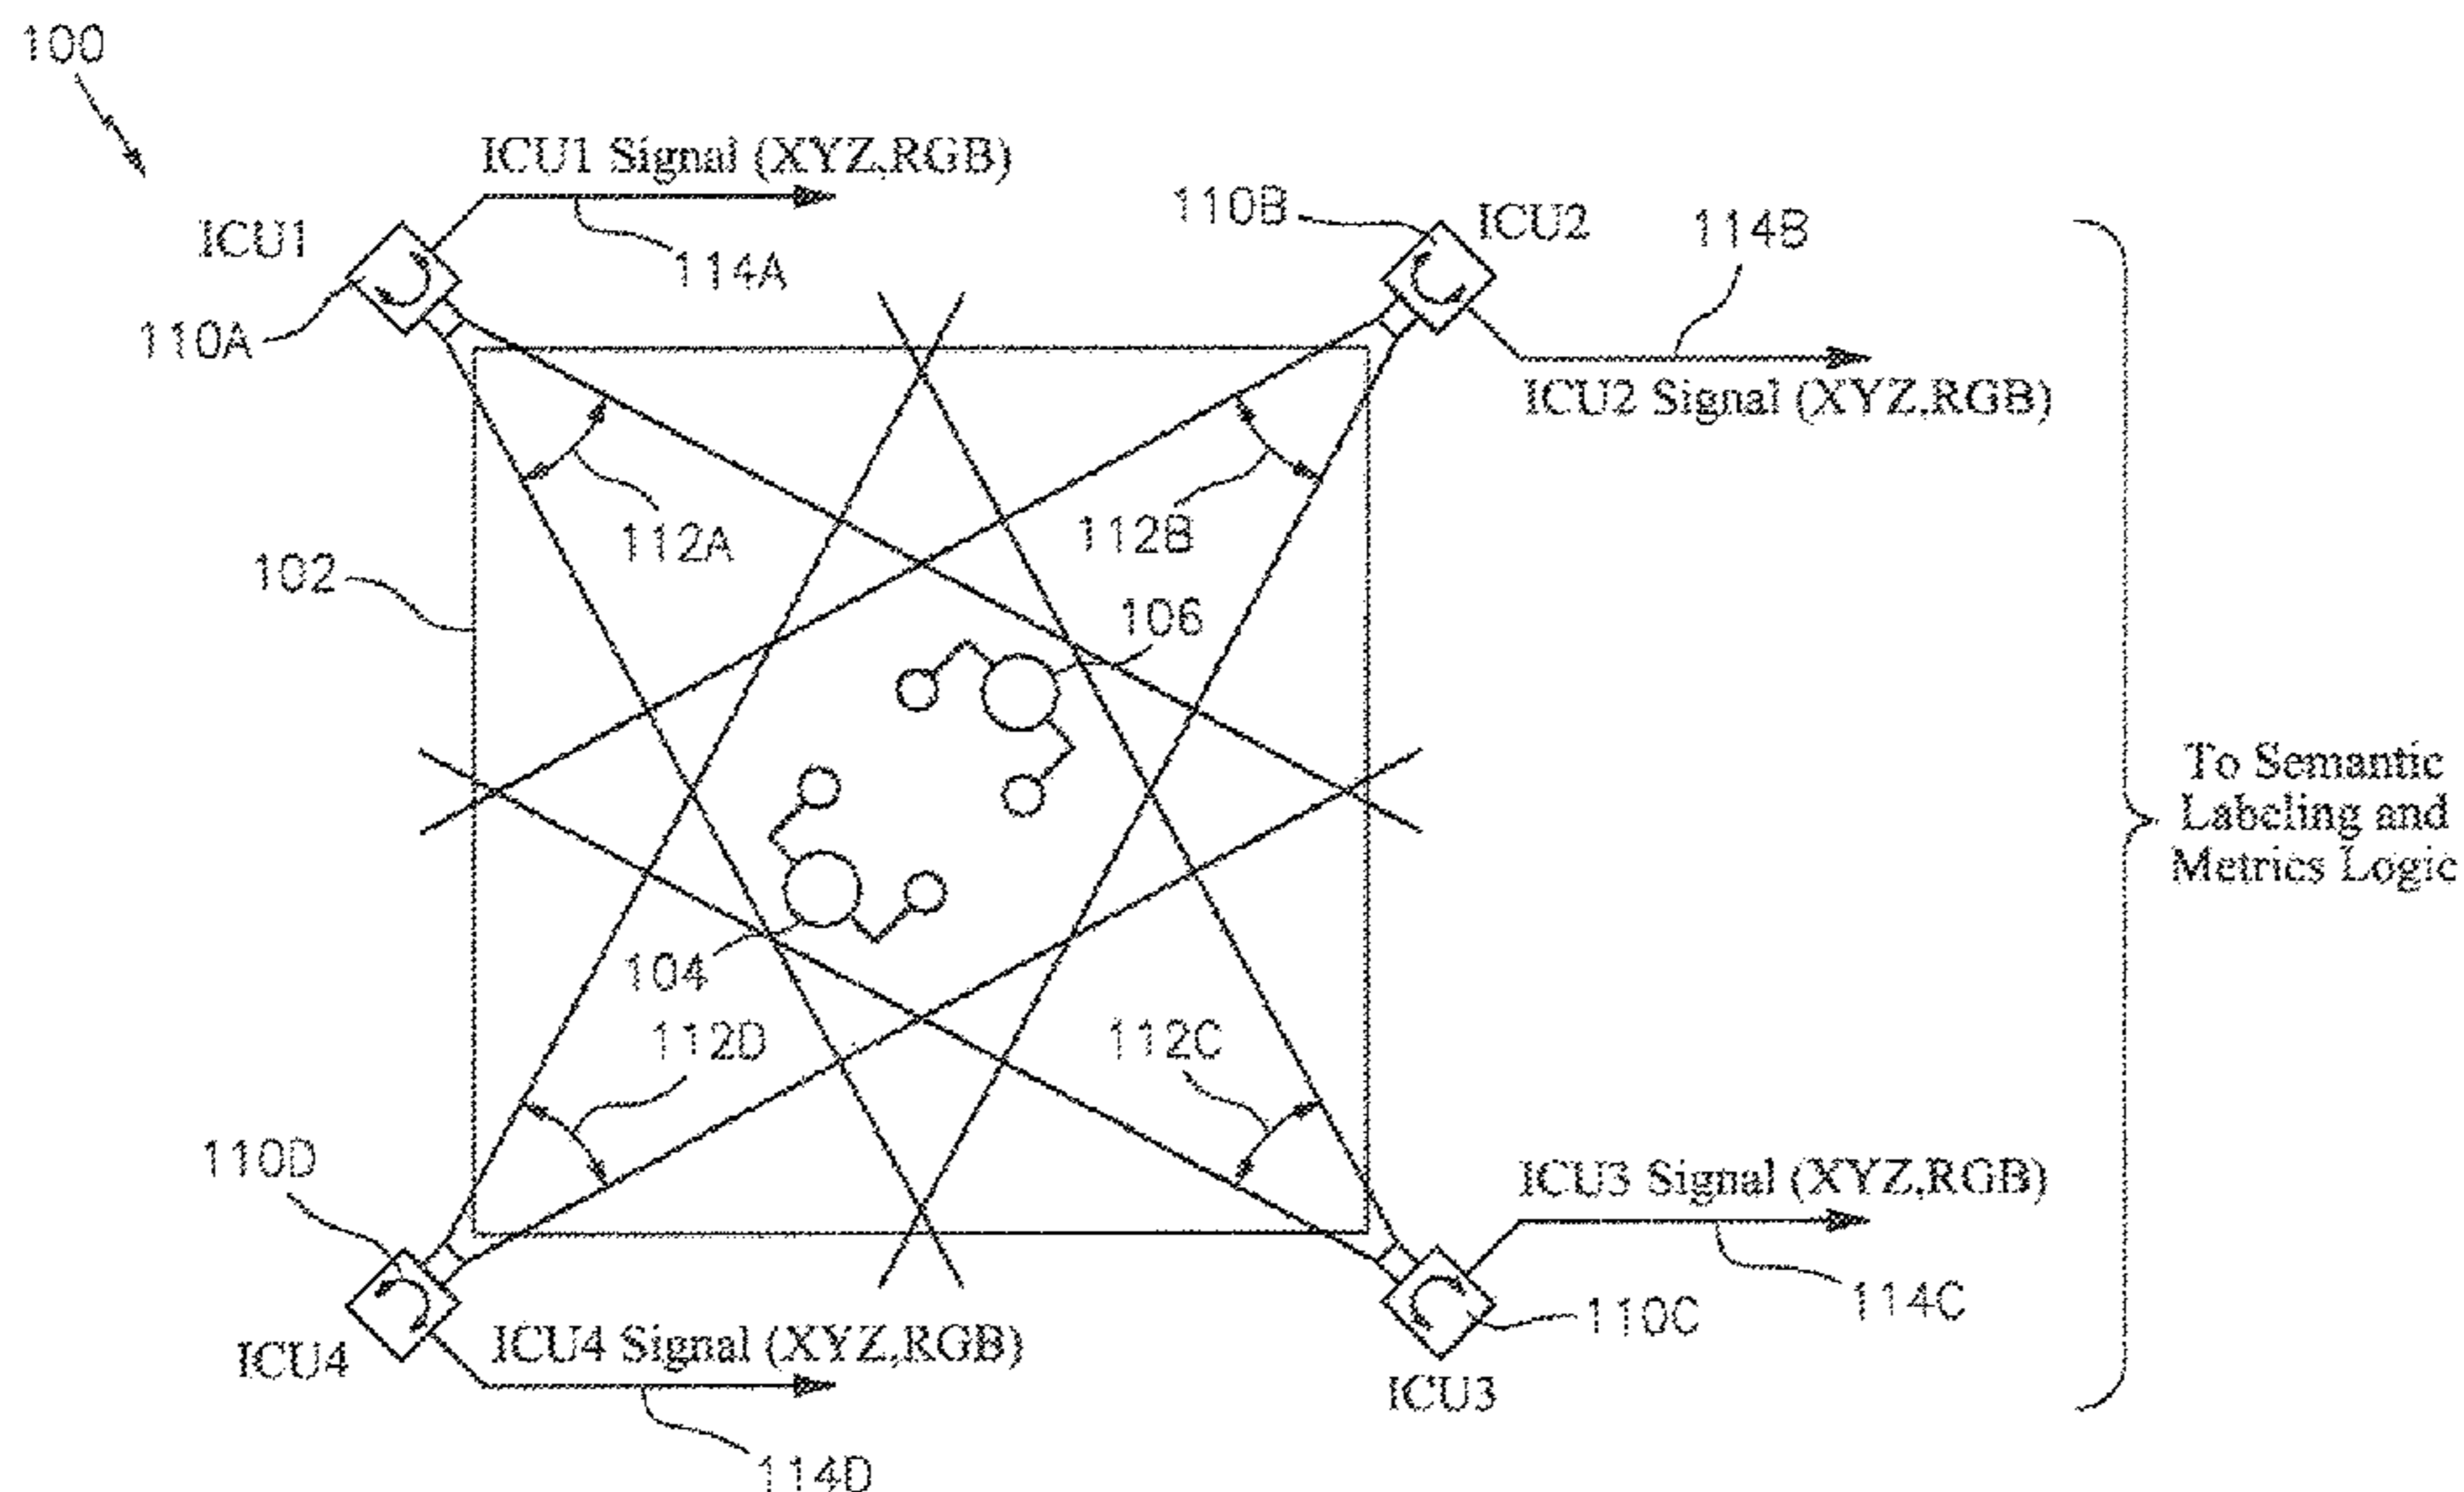 100
ICU1 Signal (XYZ,RGB)
ICU1
114A
110A
110B
ICU2
114B
ICU2 Signal (XYZ,RGB)
112A
112B
102
106
To Semantic
Labeling and
Metrics Logic
104
112D
112C
110D
ICU3 Signal (XYZ,RGB)
114C
110C
ICU4
ICU4 Signal (XYZ,RGB)
ICU3
114D